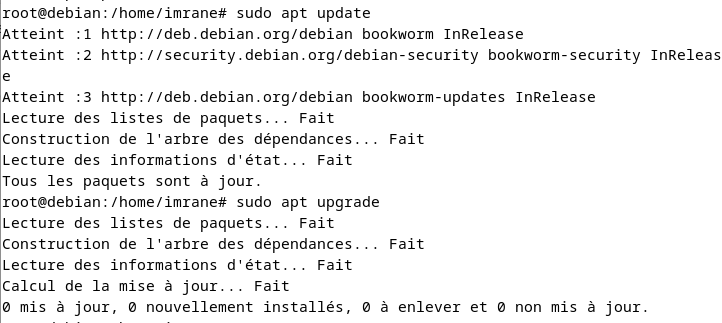 root@debian:/home/imrane# sudo apt update
Atteint :1 http://deb.debian.org/debian bookworm InRelease
Atteint :2 http://security.debian.org/debian-security bookworm-security InReleas
e
Atteint :3 http://deb.debian.org/debian bookworm-updates InRelease
Lecture des listes de paquets... Fait
Construction de l'arbre des dépendances... Fait
Lecture des informations d'état... Fait
Tous les paquets sont à jour.
root@debian:/home/imrane# sudo apt upgrade
Lecture des listes de paquets... Fait
Construction de l'arbre des dépendances... Fait
Lecture des informations d'état... Fait
Calcul de la mise à jour... Fait
0 mis à jour, 0 nouvellement installés, 0 à enlever et 0 non mis à jour.